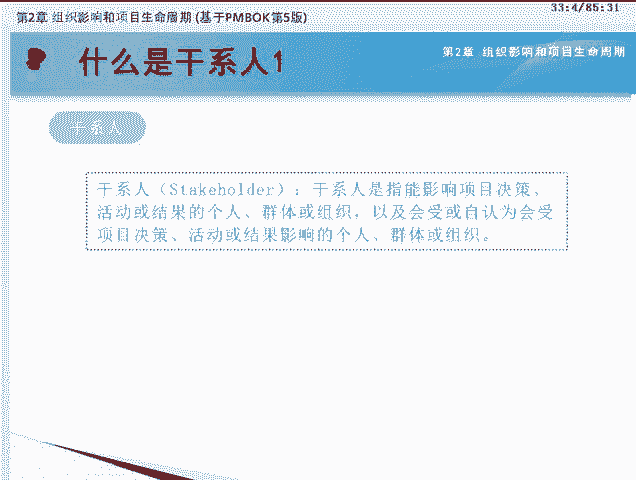 第2章 组织影响和项目生命周期 (基于PMBOK第5版)
33:4/85:31
什么是干系人1
第2章 组织影响和项目生命周期
干系人
干系人（Stakeholder）：干系人是指能影响项目决策、
活动或结果的个人、群体或组织，以及会受或自认为会受
项目决策、活动或结果影响的个人、群体或组织。